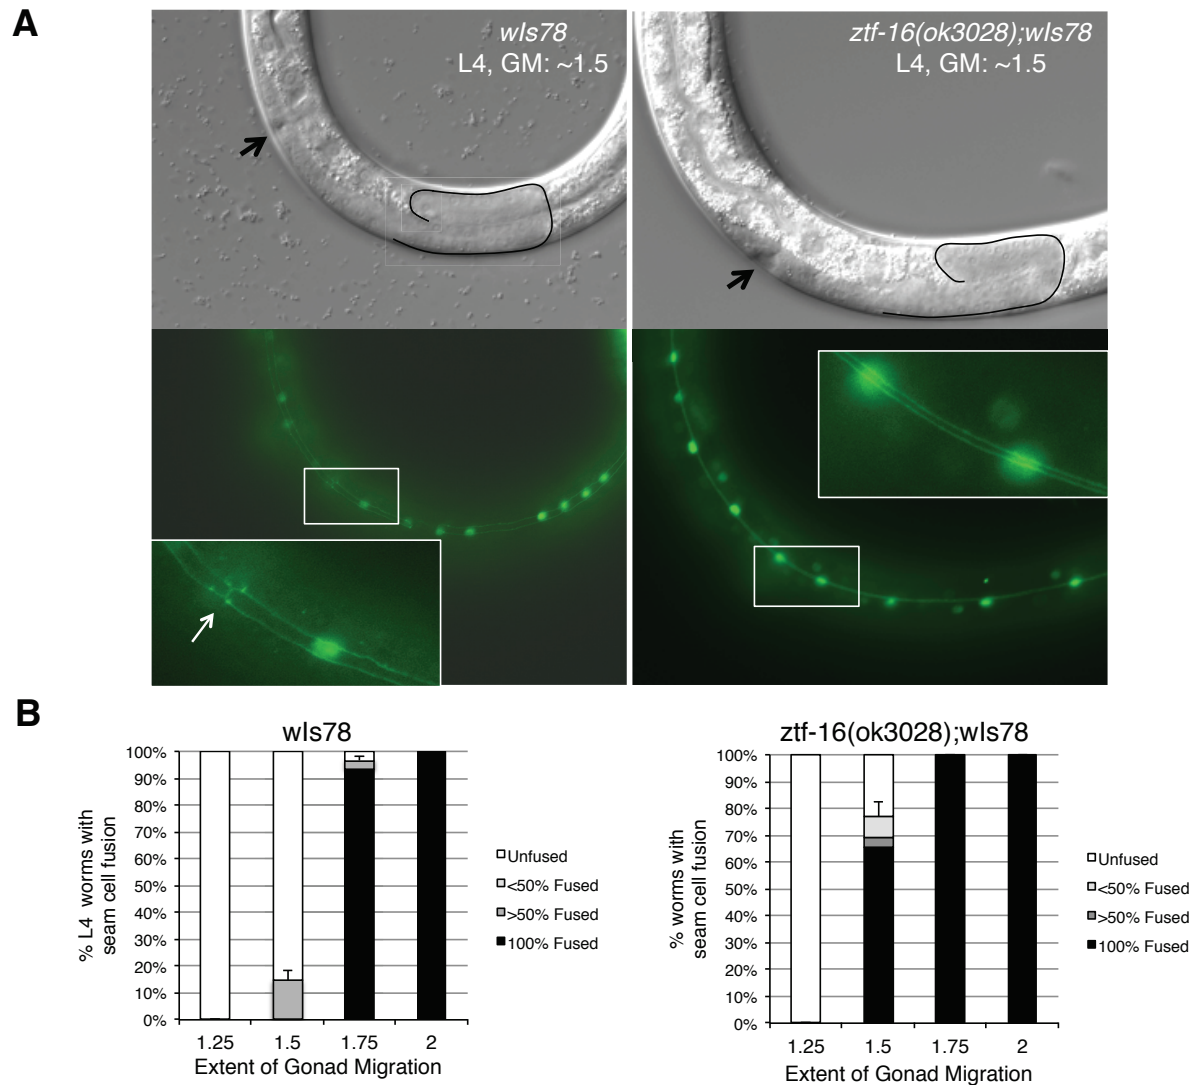 A
wIs78
L4, GM: ~1.5
ztf-16(ok3028);wIs78
L4, GM: ~1.5
B
wIs78
100%
90%
80%
70%
60%
50%
40%
30%
20%
10%
0%
% L4 worms with
seam cell fusion
1.25 1.5 1.75 2
Extent of Gonad Migration
Unfused
<50% Fused
>50% Fused
100% Fused
ztf-16(ok3028);wIs78
100%
90%
80%
70%
60%
50%
40%
30%
20%
10%
0%
% worms with
seam cell fusion
1.25 1.5 1.75 2
Extent of Gonad Migration
Unfused
<50% Fused
>50% Fused
100% Fused